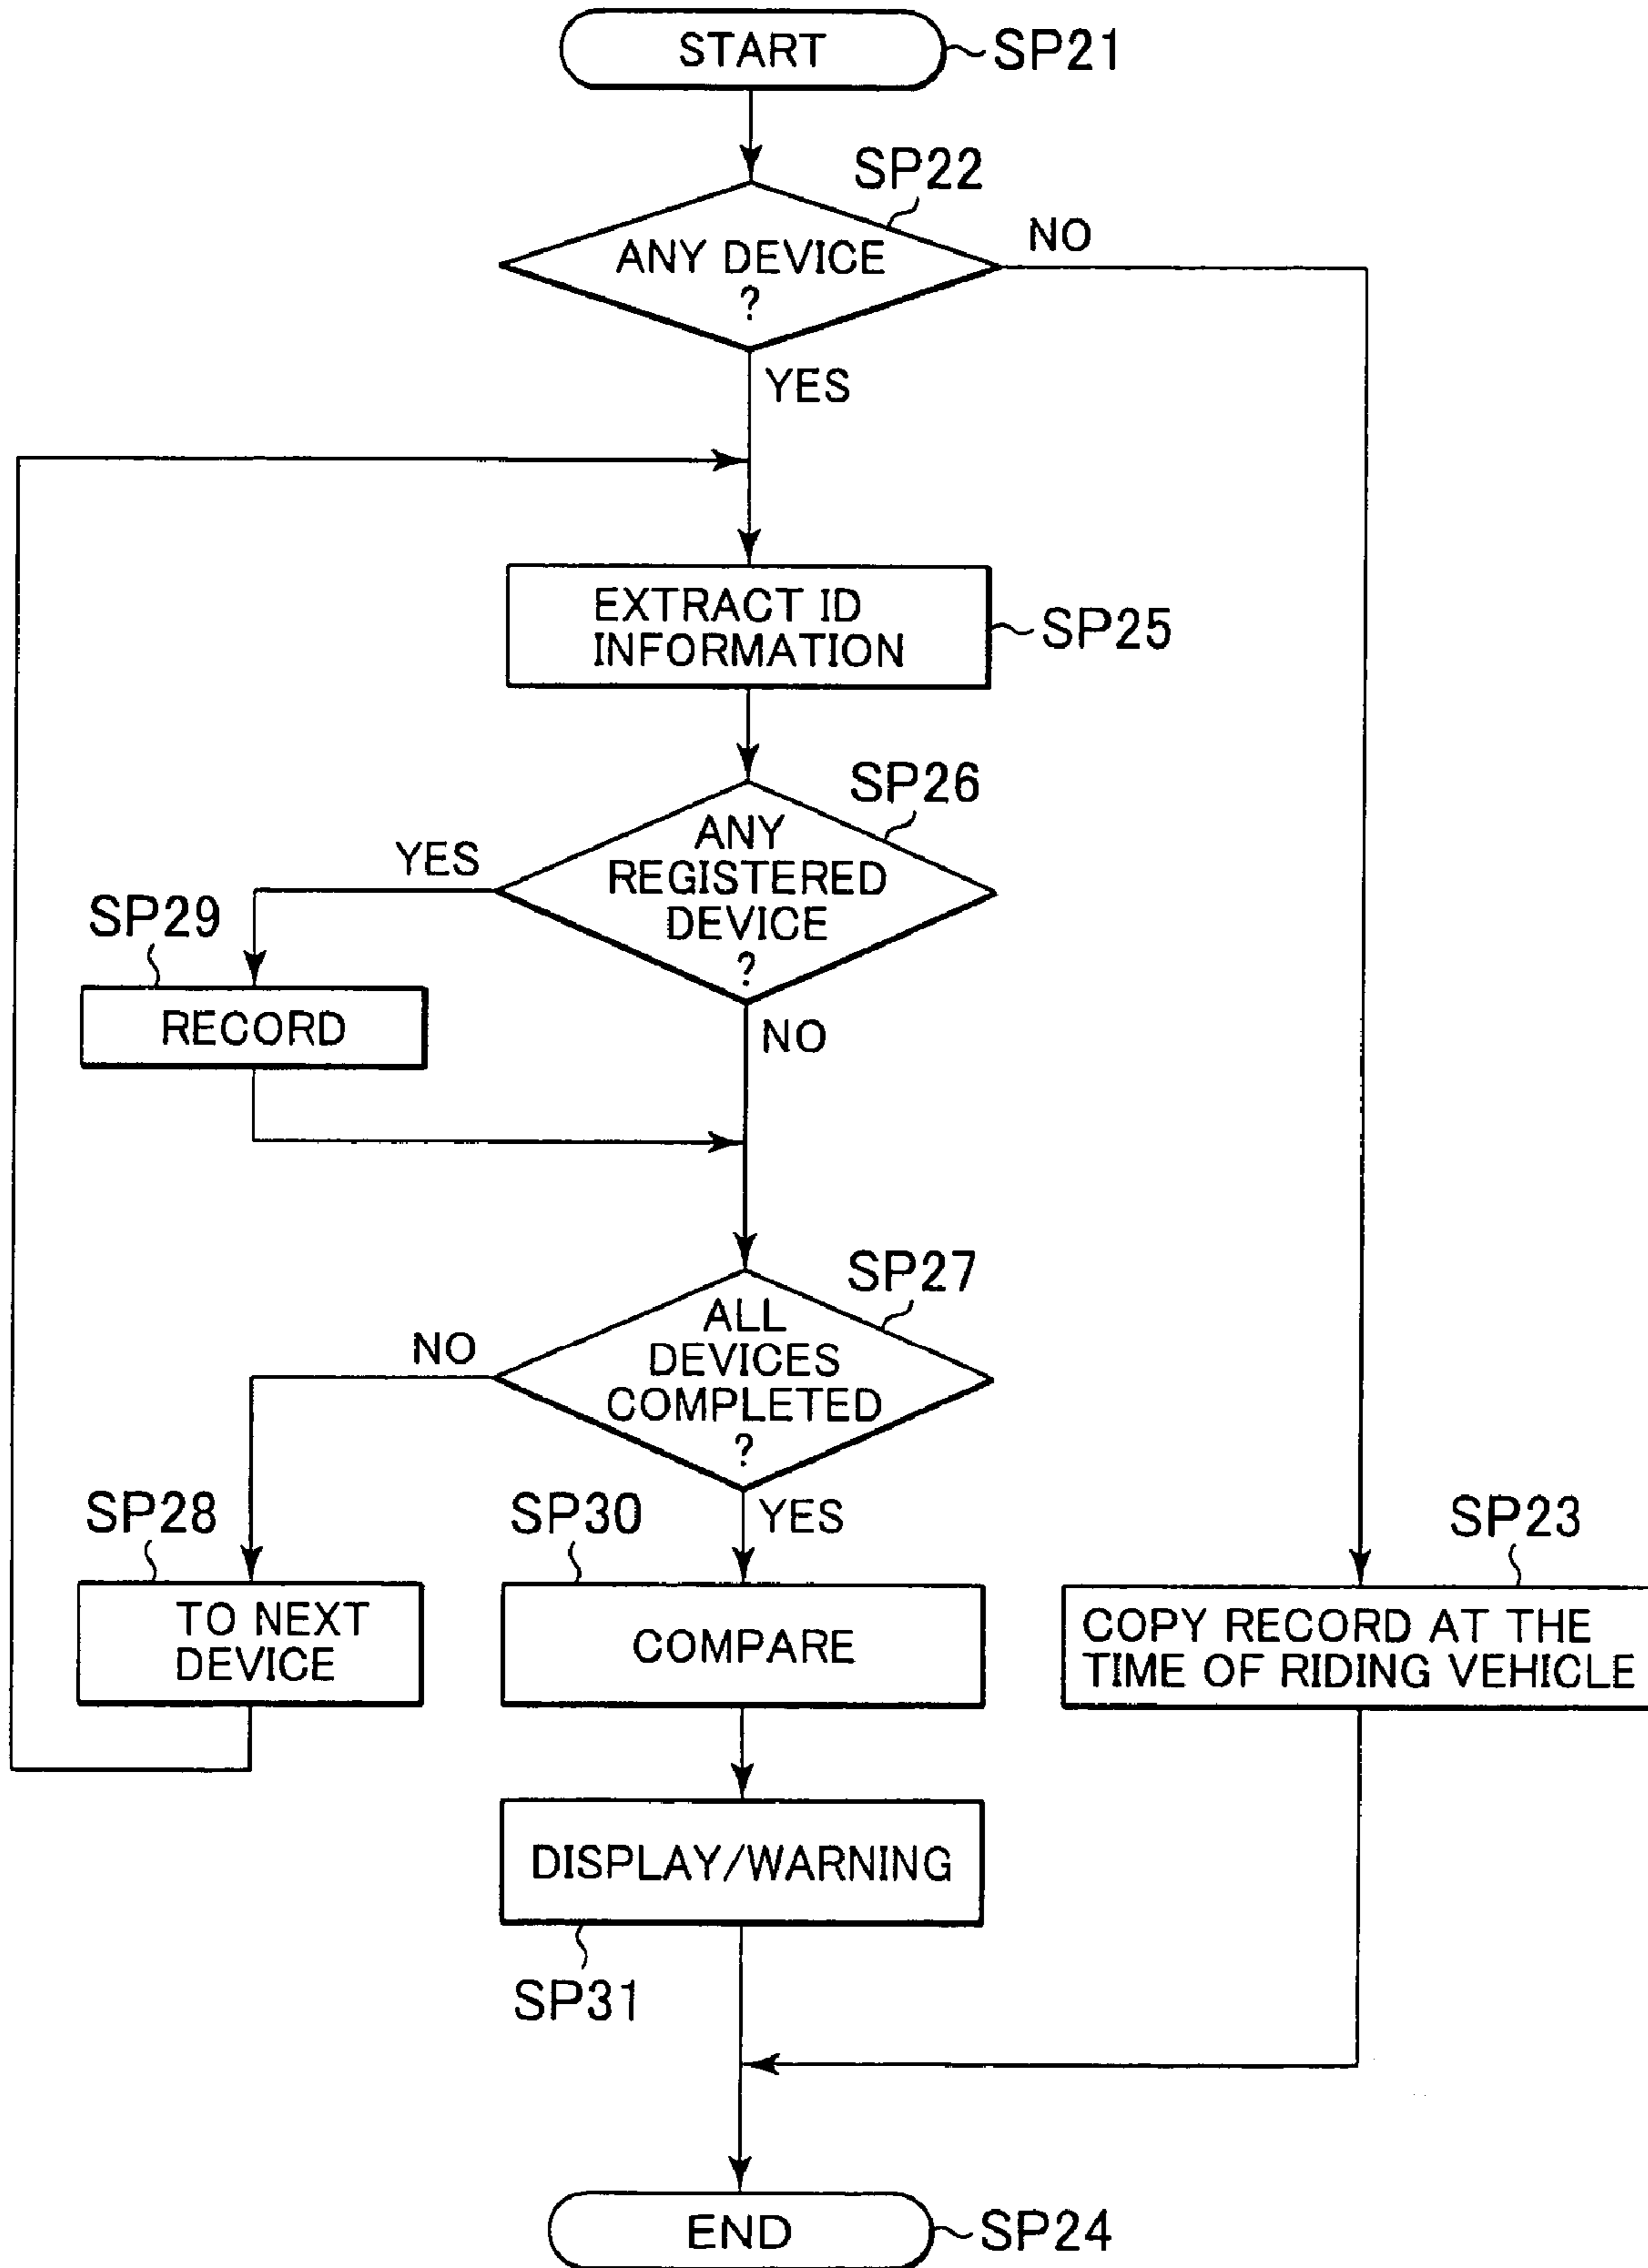 START
SP21
SP22
ANY DEVICE
?
NO
YES
EXTRACT ID
INFORMATION
SP25
SP26
ANY
REGISTERED
DEVICE
?
YES
SP29
RECORD
NO
SP27
ALL
DEVICES
COMPLETED
?
NO
YES
SP28
TO NEXT
DEVICE
SP30
COMPARE
SP23
COPY RECORD AT THE
TIME OF RIDING VEHICLE
DISPLAY/WARNING
SP31
END
SP24